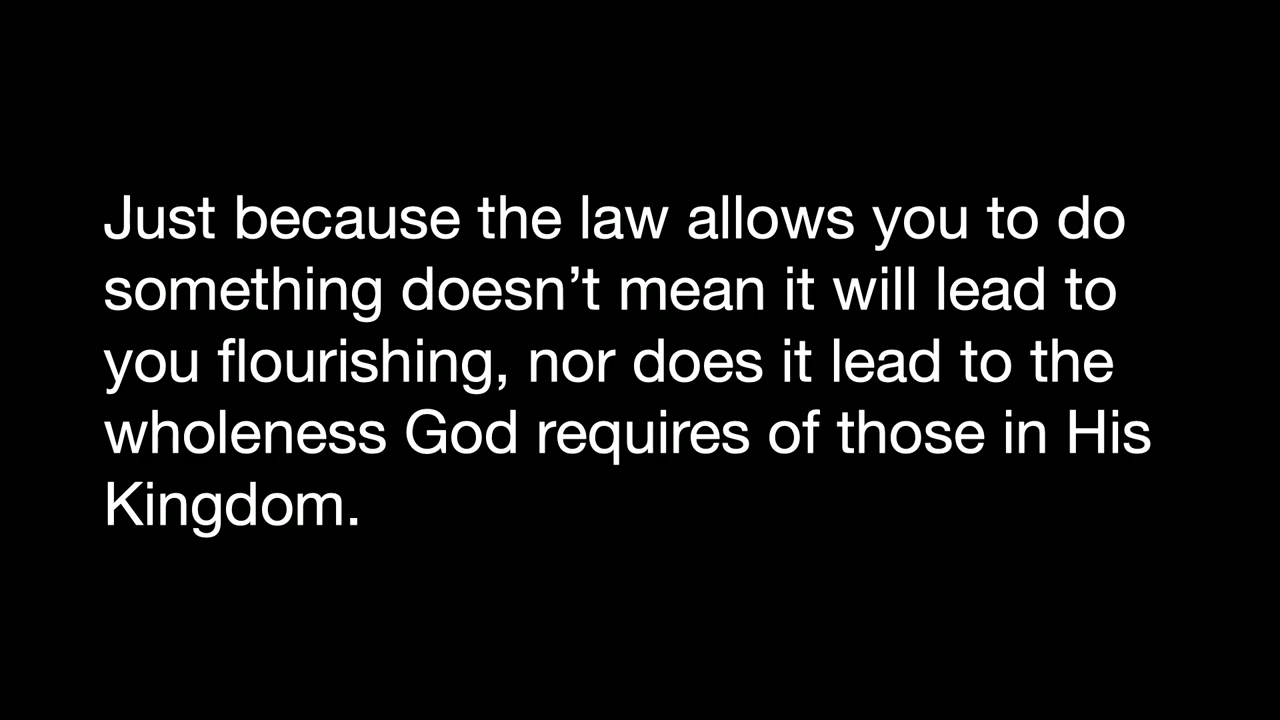 Just because the law allows you to do
something doesn’t mean it will lead to
you flourishing, nor does it lead to the
wholeness God requires of those in His
Kingdom.